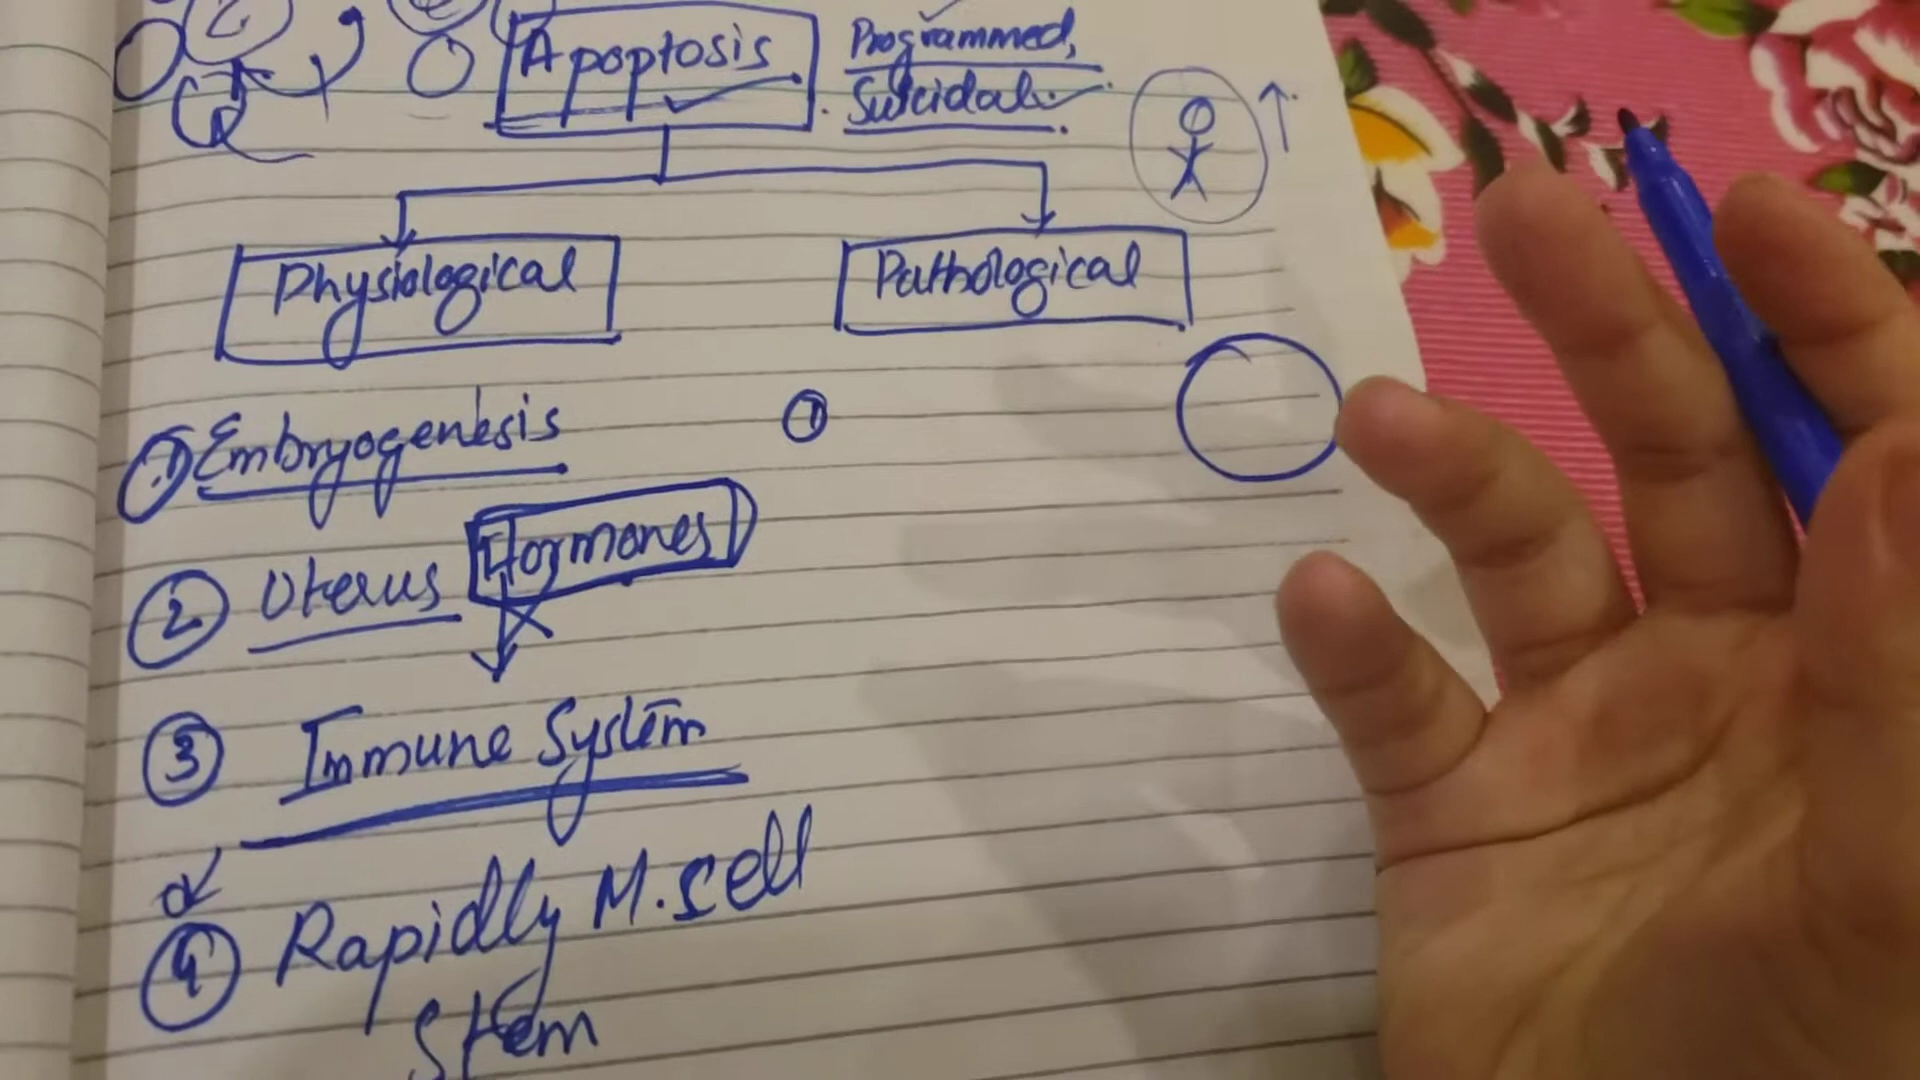 Apoptosis
Programmed,
Suicidal
Physiological
Pathological
① Embryogenesis
①
② Uterus Hormones
③ Immune System
④ Rapidly M. cell
Stem